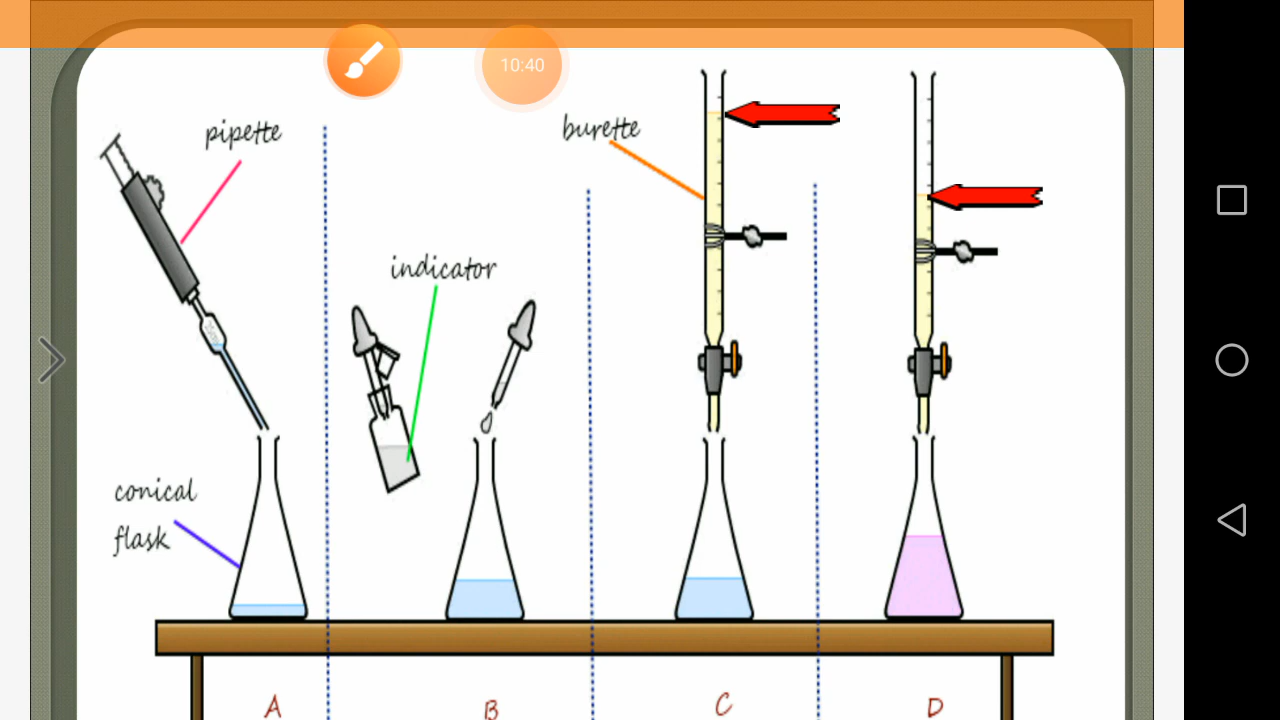 10:40
pipette
burette
indicator
conical
flask
A
B
C
D